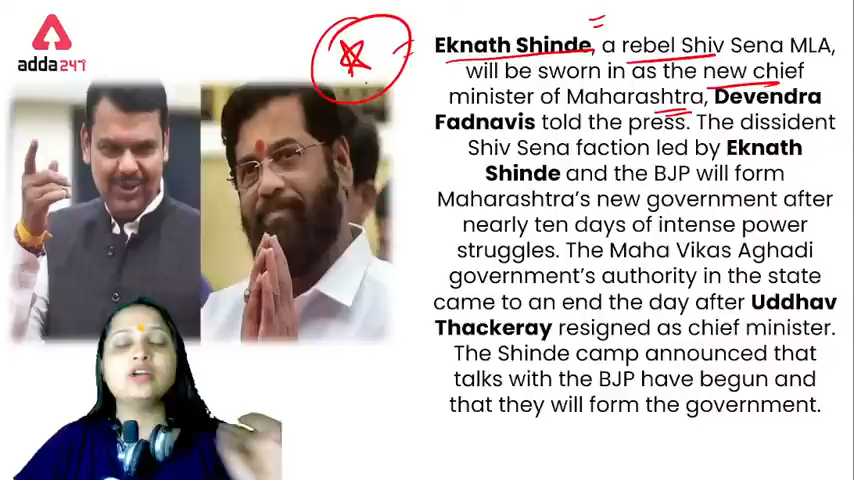 adda247
Eknath Shinde, a rebel Shiv Sena MLA,
will be sworn in as the new chief
minister of Maharashtra, Devendra
Fadnavis told the press. The dissident
Shiv Sena faction led by Eknath
Shinde and the BJP will form
Maharashtra's new government after
nearly ten days of intense power
struggles. The Maha Vikas Aghadi
government's authority in the state
came to an end the day after Uddhav
Thackeray resigned as chief minister.
The Shinde camp announced that
talks with the BJP have begun and
that they will form the government.